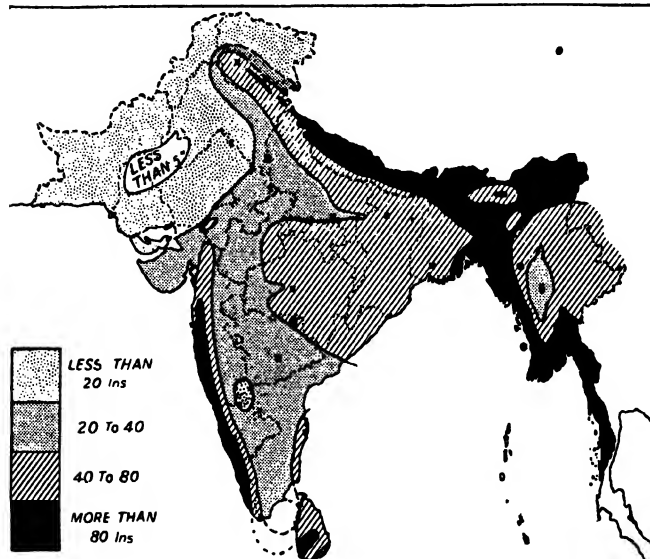 LESS
THAN 5"
LESS THAN
20 Ins
20 To 40
40 To 80
MORE THAN
80 Ins